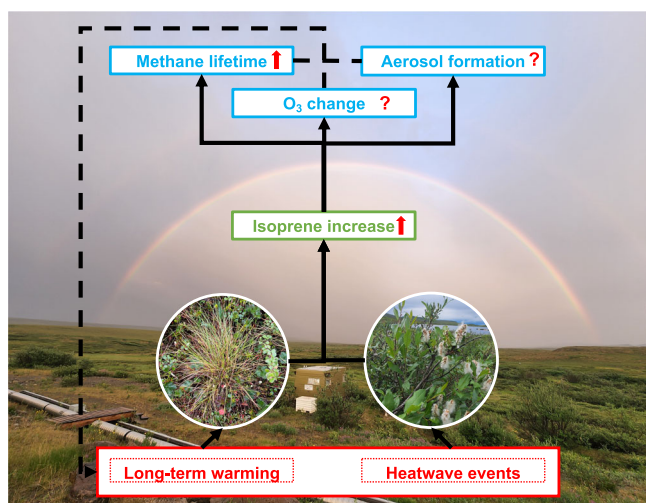 Methane lifetime
Aerosol formation ?
O₃ change ?
Isoprene increase
Long-term warming
Heatwave events